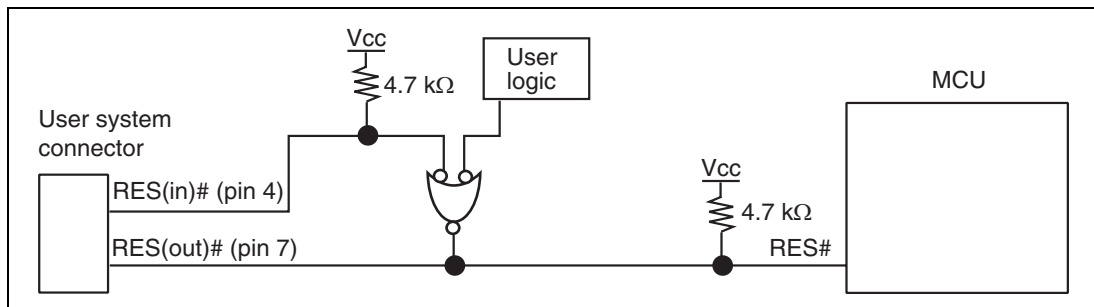 Vcc
4.7 kΩ
User
logic
MCU
User system
connector
RES(in)# (pin 4)
Vcc
4.7 kΩ
RES(out)# (pin 7)
RES#